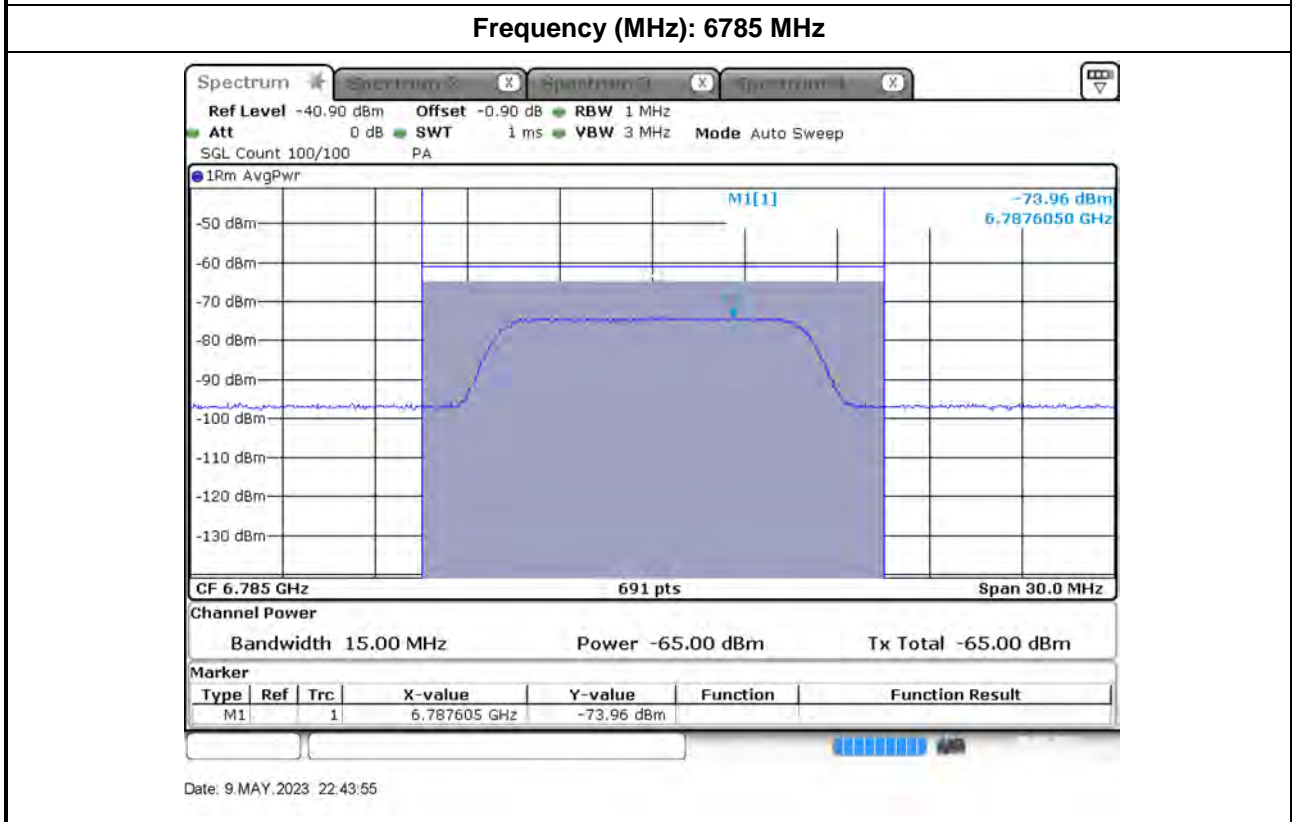 Frequency (MHz): 6785 MHz
Spectrum
Ref Level -40.90 dBm Offset -0.90 dB RBW 1 MHz
Att 0 dB SWT 1 ms VBW 3 MHz Mode Auto Sweep
SGL Count 100/100 PA
1Rm AvgPwr
M1[1] -73.96 dBm
6.7876050 GHz
-50 dBm
-60 dBm
-70 dBm
-80 dBm
-90 dBm
-100 dBm
-110 dBm
-120 dBm
-130 dBm
CF 6.785 GHz 691 pts Span 30.0 MHz
Channel Power
Bandwidth 15.00 MHz Power -65.00 dBm Tx Total -65.00 dBm
Marker
Type Ref Trc X-value Y-value Function Function Result
M1 1 6.787605 GHz -73.96 dBm
Date: 9.MAY.2023 22:43:55